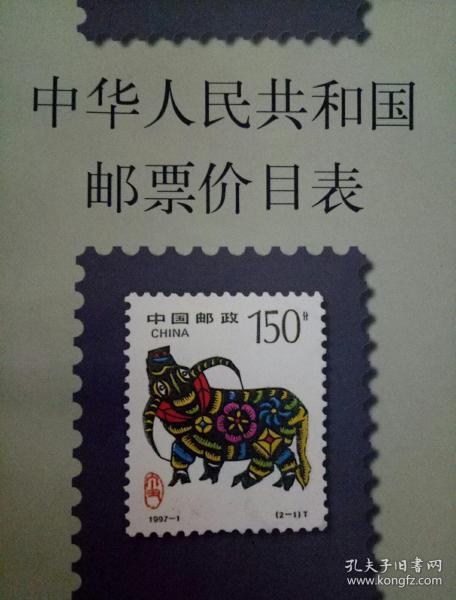 中华人民共和国
邮票价目表
中国邮政 150分
CHINA
1997-1
(2-1)T
孔夫子旧书网
www.kongfz.com